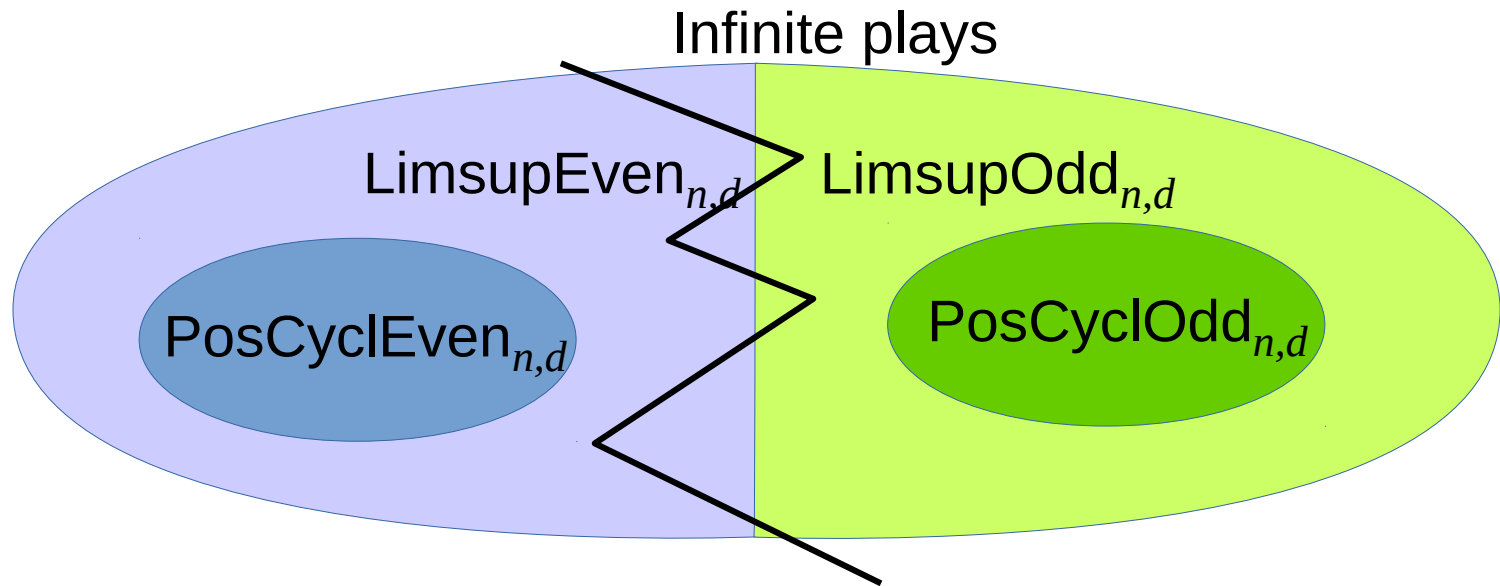 Infinite plays
LimsupEven_{n,d} LimsupOdd_{n,d}
PosCyclEven_{n,d} PosCyclOdd_{n,d}